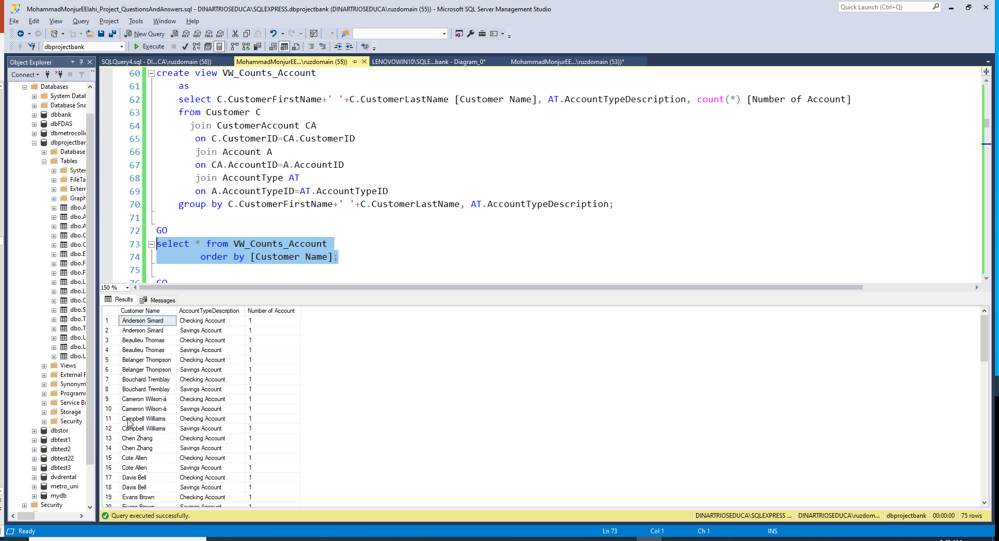 MohammadMonjurEElahi_Project_QuestionsAndAnswers.sql - DINARTRIOSEDUCA\SQLEXPRESS.dbprojectbank (DINARTRIOSEDUCA\ruzdomain (55)) - Microsoft SQL Server Management Studio
Quick Launch (Ctrl+Q)
File Edit View Query Project Tools Window Help
New Query
dbprojectbank
Execute
Object Explorer
SQLQuery4.sql - DI...CA\ruzdomain (58))
MohammadMonjurEE...\ruzdomain (55))
LENOVOWIN10\SQLE...bank - Diagram_0*
MohammadMonjurEE...\ruzdomain (53))*
Connect
Databases
System Datal
Database Sna
dbbank
dbFDAS
dbmetrocolle
dbprojectbar
Database
Tables
Syster
FileTa
Exterr
Graph
dbo.A
dbo.A
dbo.A
dbo.C
dbo.C
dbo.E
dbo.F
dbo.F
dbo.L
dbo.L
dbo.C
dbo.S
dbo.T
dbo.T
dbo.U
dbo.U
dbo.U
Views
External F
Synonym
Programr
Service Br
Storage
Security
dbstor
dbtest1
dbtest2
dbtest22
dbtest3
dvdrental
metro_uni
mydb
Security
60 create view VW_Counts_Account
61 as
62 select C.CustomerFirstName+' '+C.CustomerLastName [Customer Name], AT.AccountTypeDescription, count(*) [Number of Account]
63 from Customer C
64 join CustomerAccount CA
65 on C.CustomerID=CA.CustomerID
66 join Account A
67 on CA.AccountID=A.AccountID
68 join AccountType AT
69 on A.AccountTypeID=AT.AccountTypeID
70 group by C.CustomerFirstName+' '+C.CustomerLastName, AT.AccountTypeDescription;
71
72 GO
73 select * from VW_Counts_Account
74 order by [Customer Name];
75
76 GO
150 %
Results Messages
Customer Name AccountTypeDescription Number of Account
1 Anderson Simard Checking Account 1
2 Anderson Simard Savings Account 1
3 Beaulieu Thomas Checking Account 1
4 Beaulieu Thomas Savings Account 1
5 Belanger Thompson Checking Account 1
6 Belanger Thompson Savings Account 1
7 Bouchard Tremblay Checking Account 1
8 Bouchard Tremblay Savings Account 1
9 Cameron Wilson-á Checking Account 1
10 Cameron Wilson-á Savings Account 1
11 Campbell Williams Checking Account 1
12 Campbell Williams Savings Account 1
13 Chen Zhang Checking Account 1
14 Chen Zhang Savings Account 1
15 Cote Allen Checking Account 1
16 Cote Allen Savings Account 1
17 Davis Bell Checking Account 1
18 Davis Bell Savings Account 1
19 Evans Brown Checking Account 1
20 Evans Brown Savings Account 1
Query executed successfully.
DINARTRIOSEDUCA\SQLEXPRESS ... DINARTRIOSEDUCA\ruzdom... dbprojectbank 00:00:00 75 rows
Ready Ln 73 Col 1 Ch 1 INS